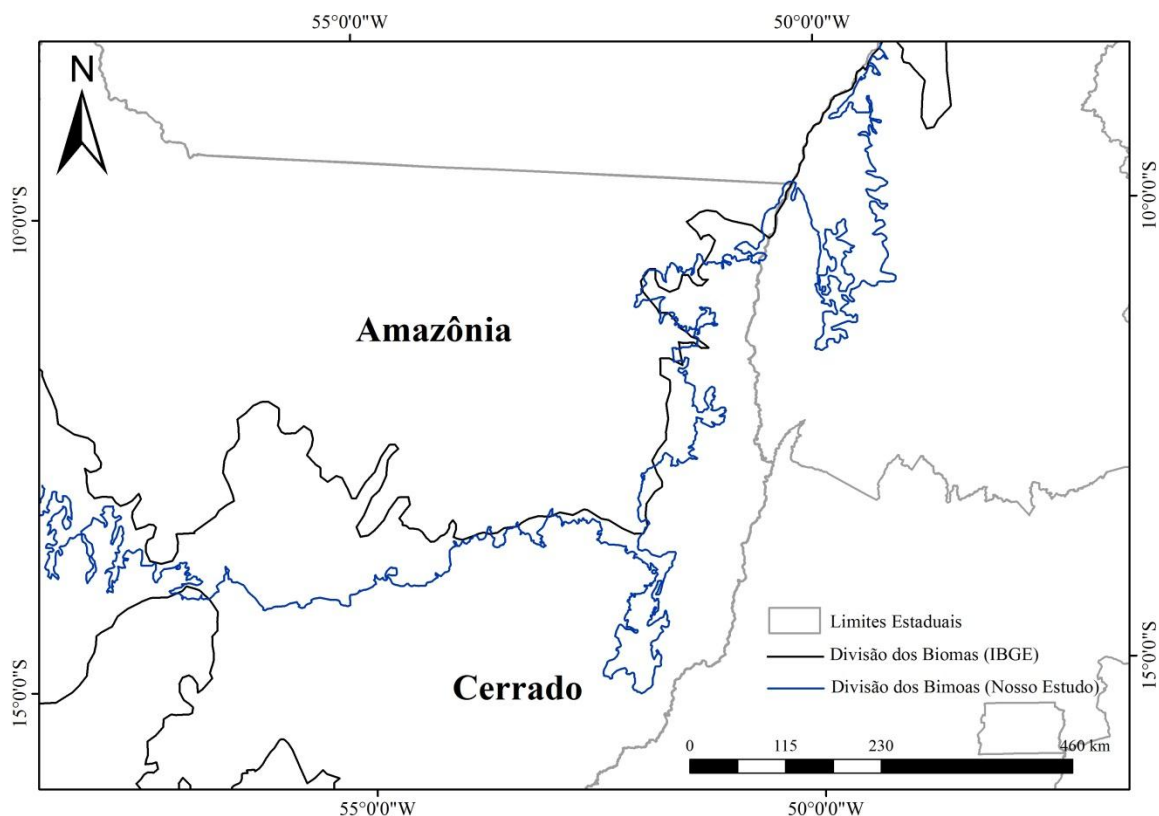 55°0'0"W
50°0'0"W
N
10°0'0"S
10°0'0"S
Amazônia
Limites Estaduais
Divisão dos Biomas (IBGE)
Divisão dos Bimoas (Nosso Estudo)
Cerrado
15°0'0"S
15°0'0"S
0 115 230 460 km
55°0'0"W
50°0'0"W